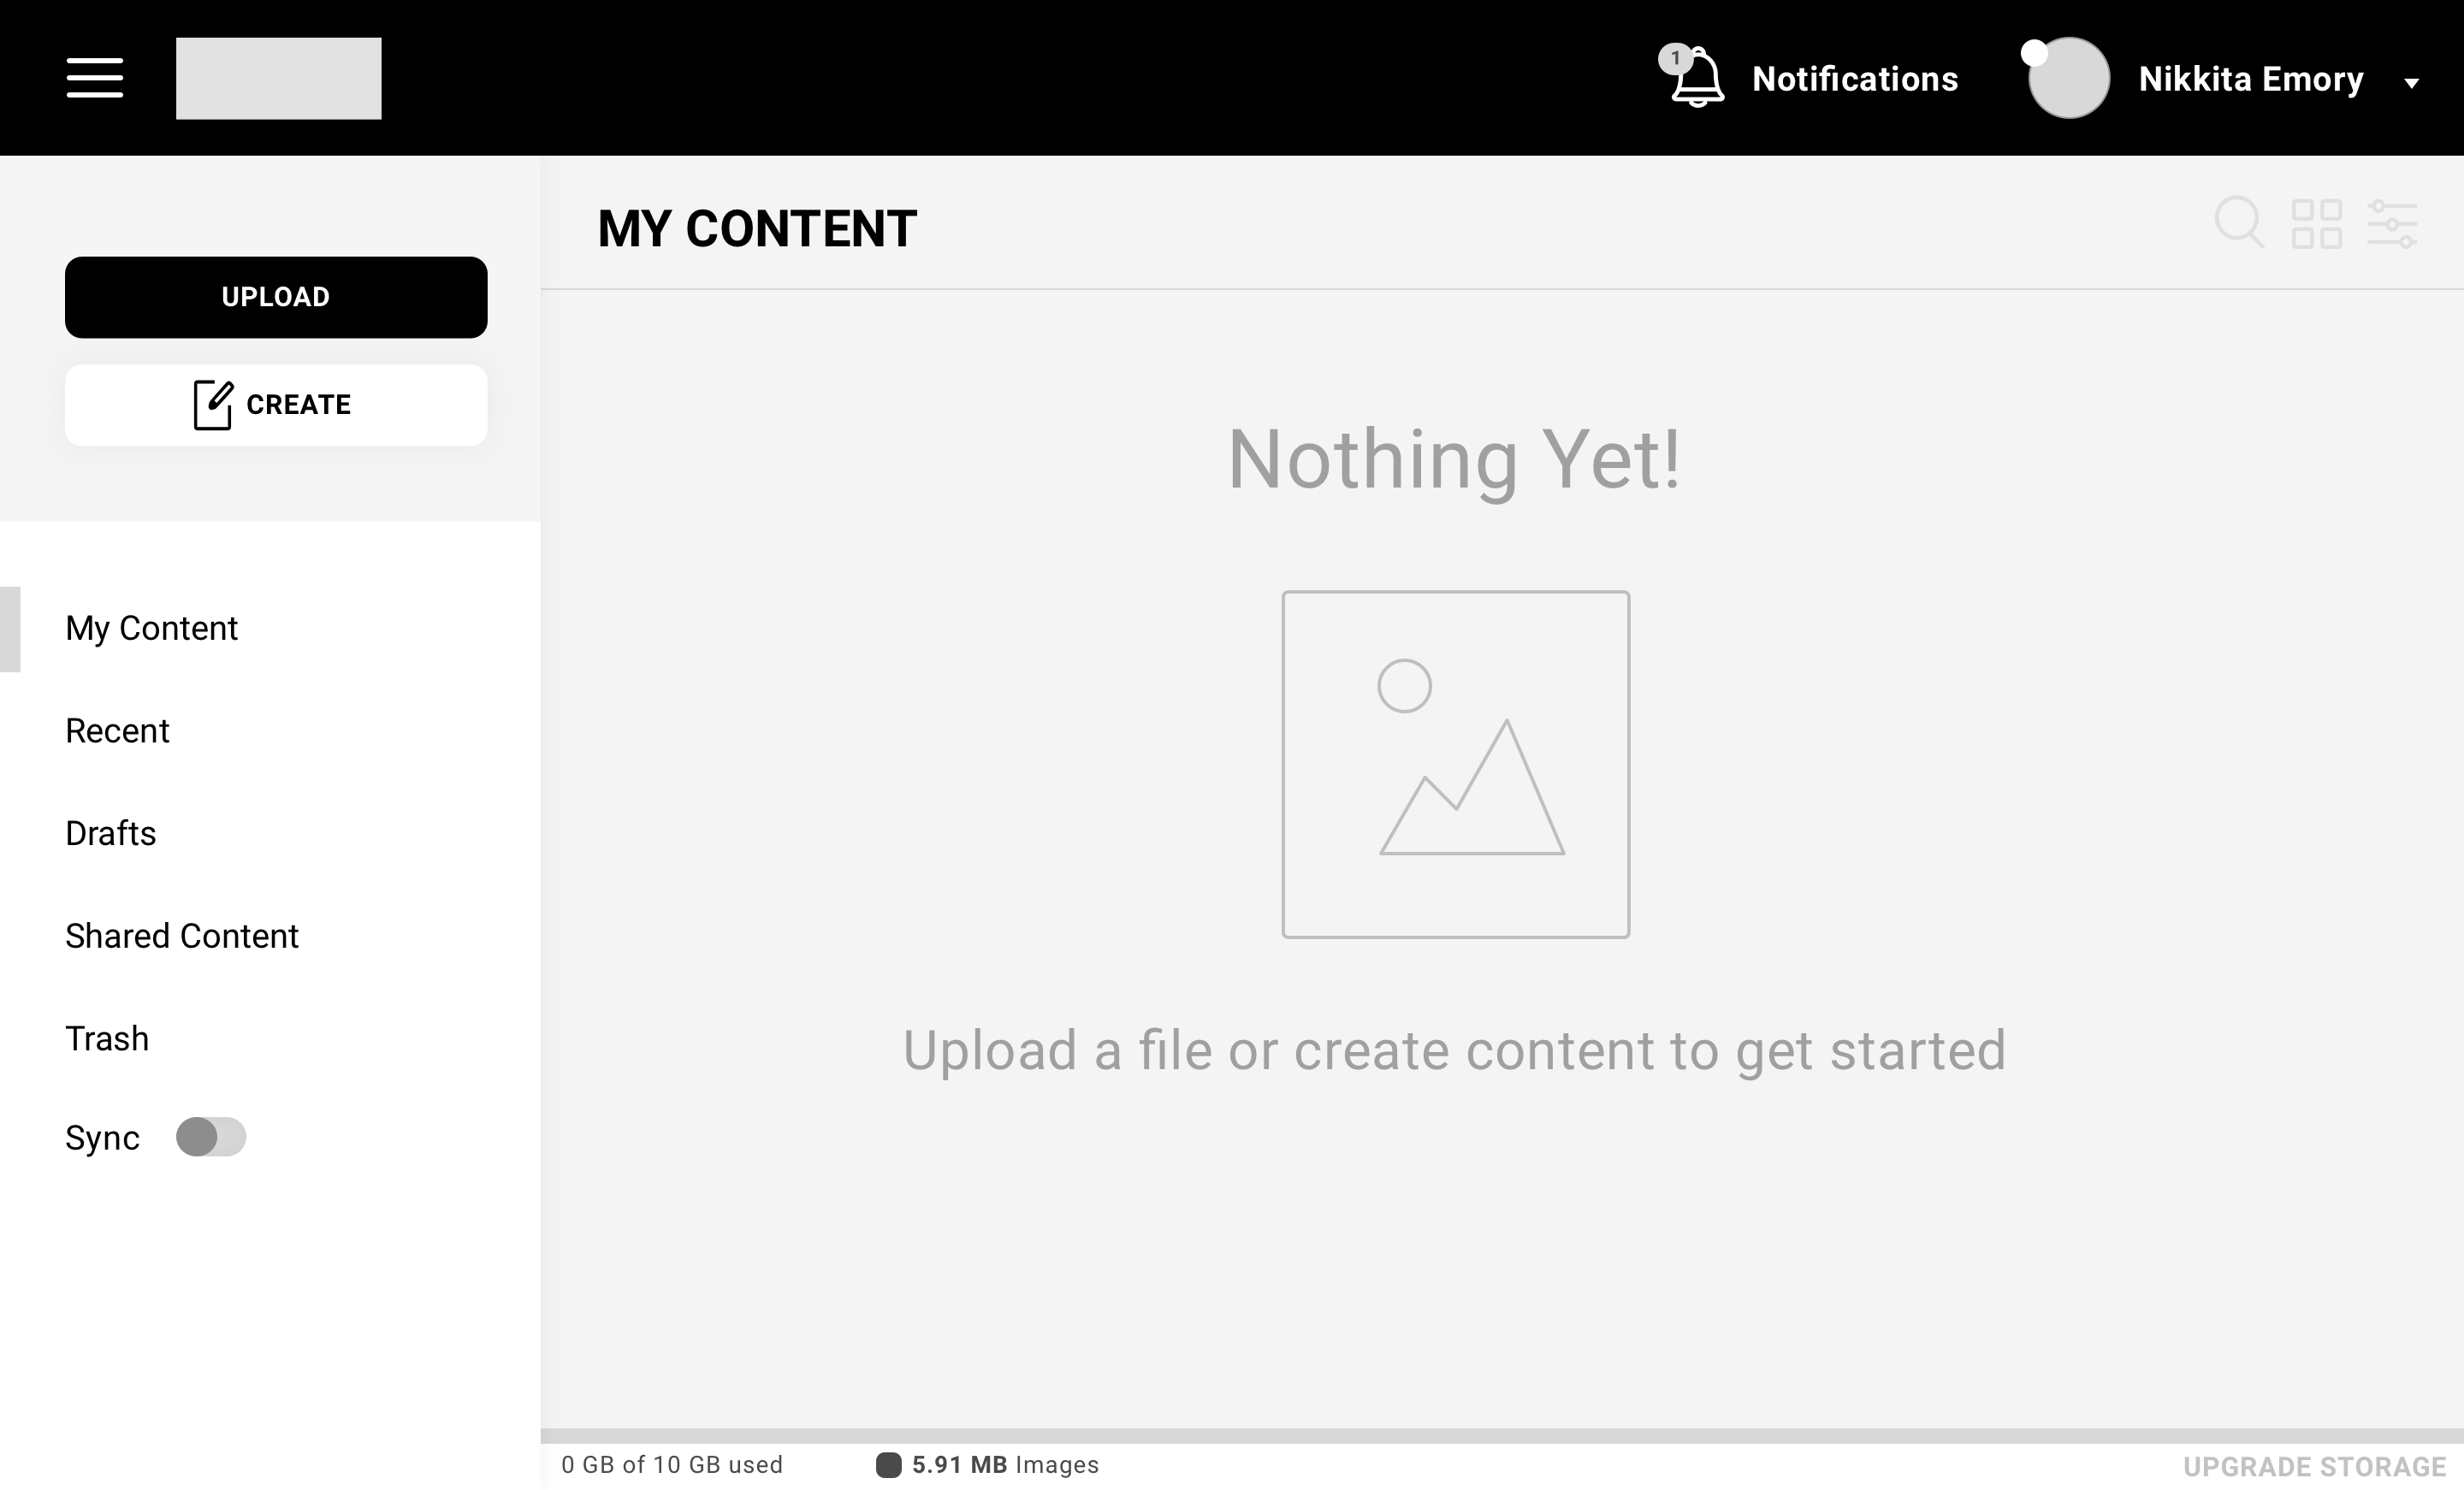 1
Notifications
Nikkita Emory
UPLOAD
CREATE
My Content
Recent
Drafts
Shared Content
Trash
Sync
MY CONTENT
Nothing Yet!
Upload a file or create content to get started
0 GB of 10 GB used
5.91 MB Images
UPGRADE STORAGE